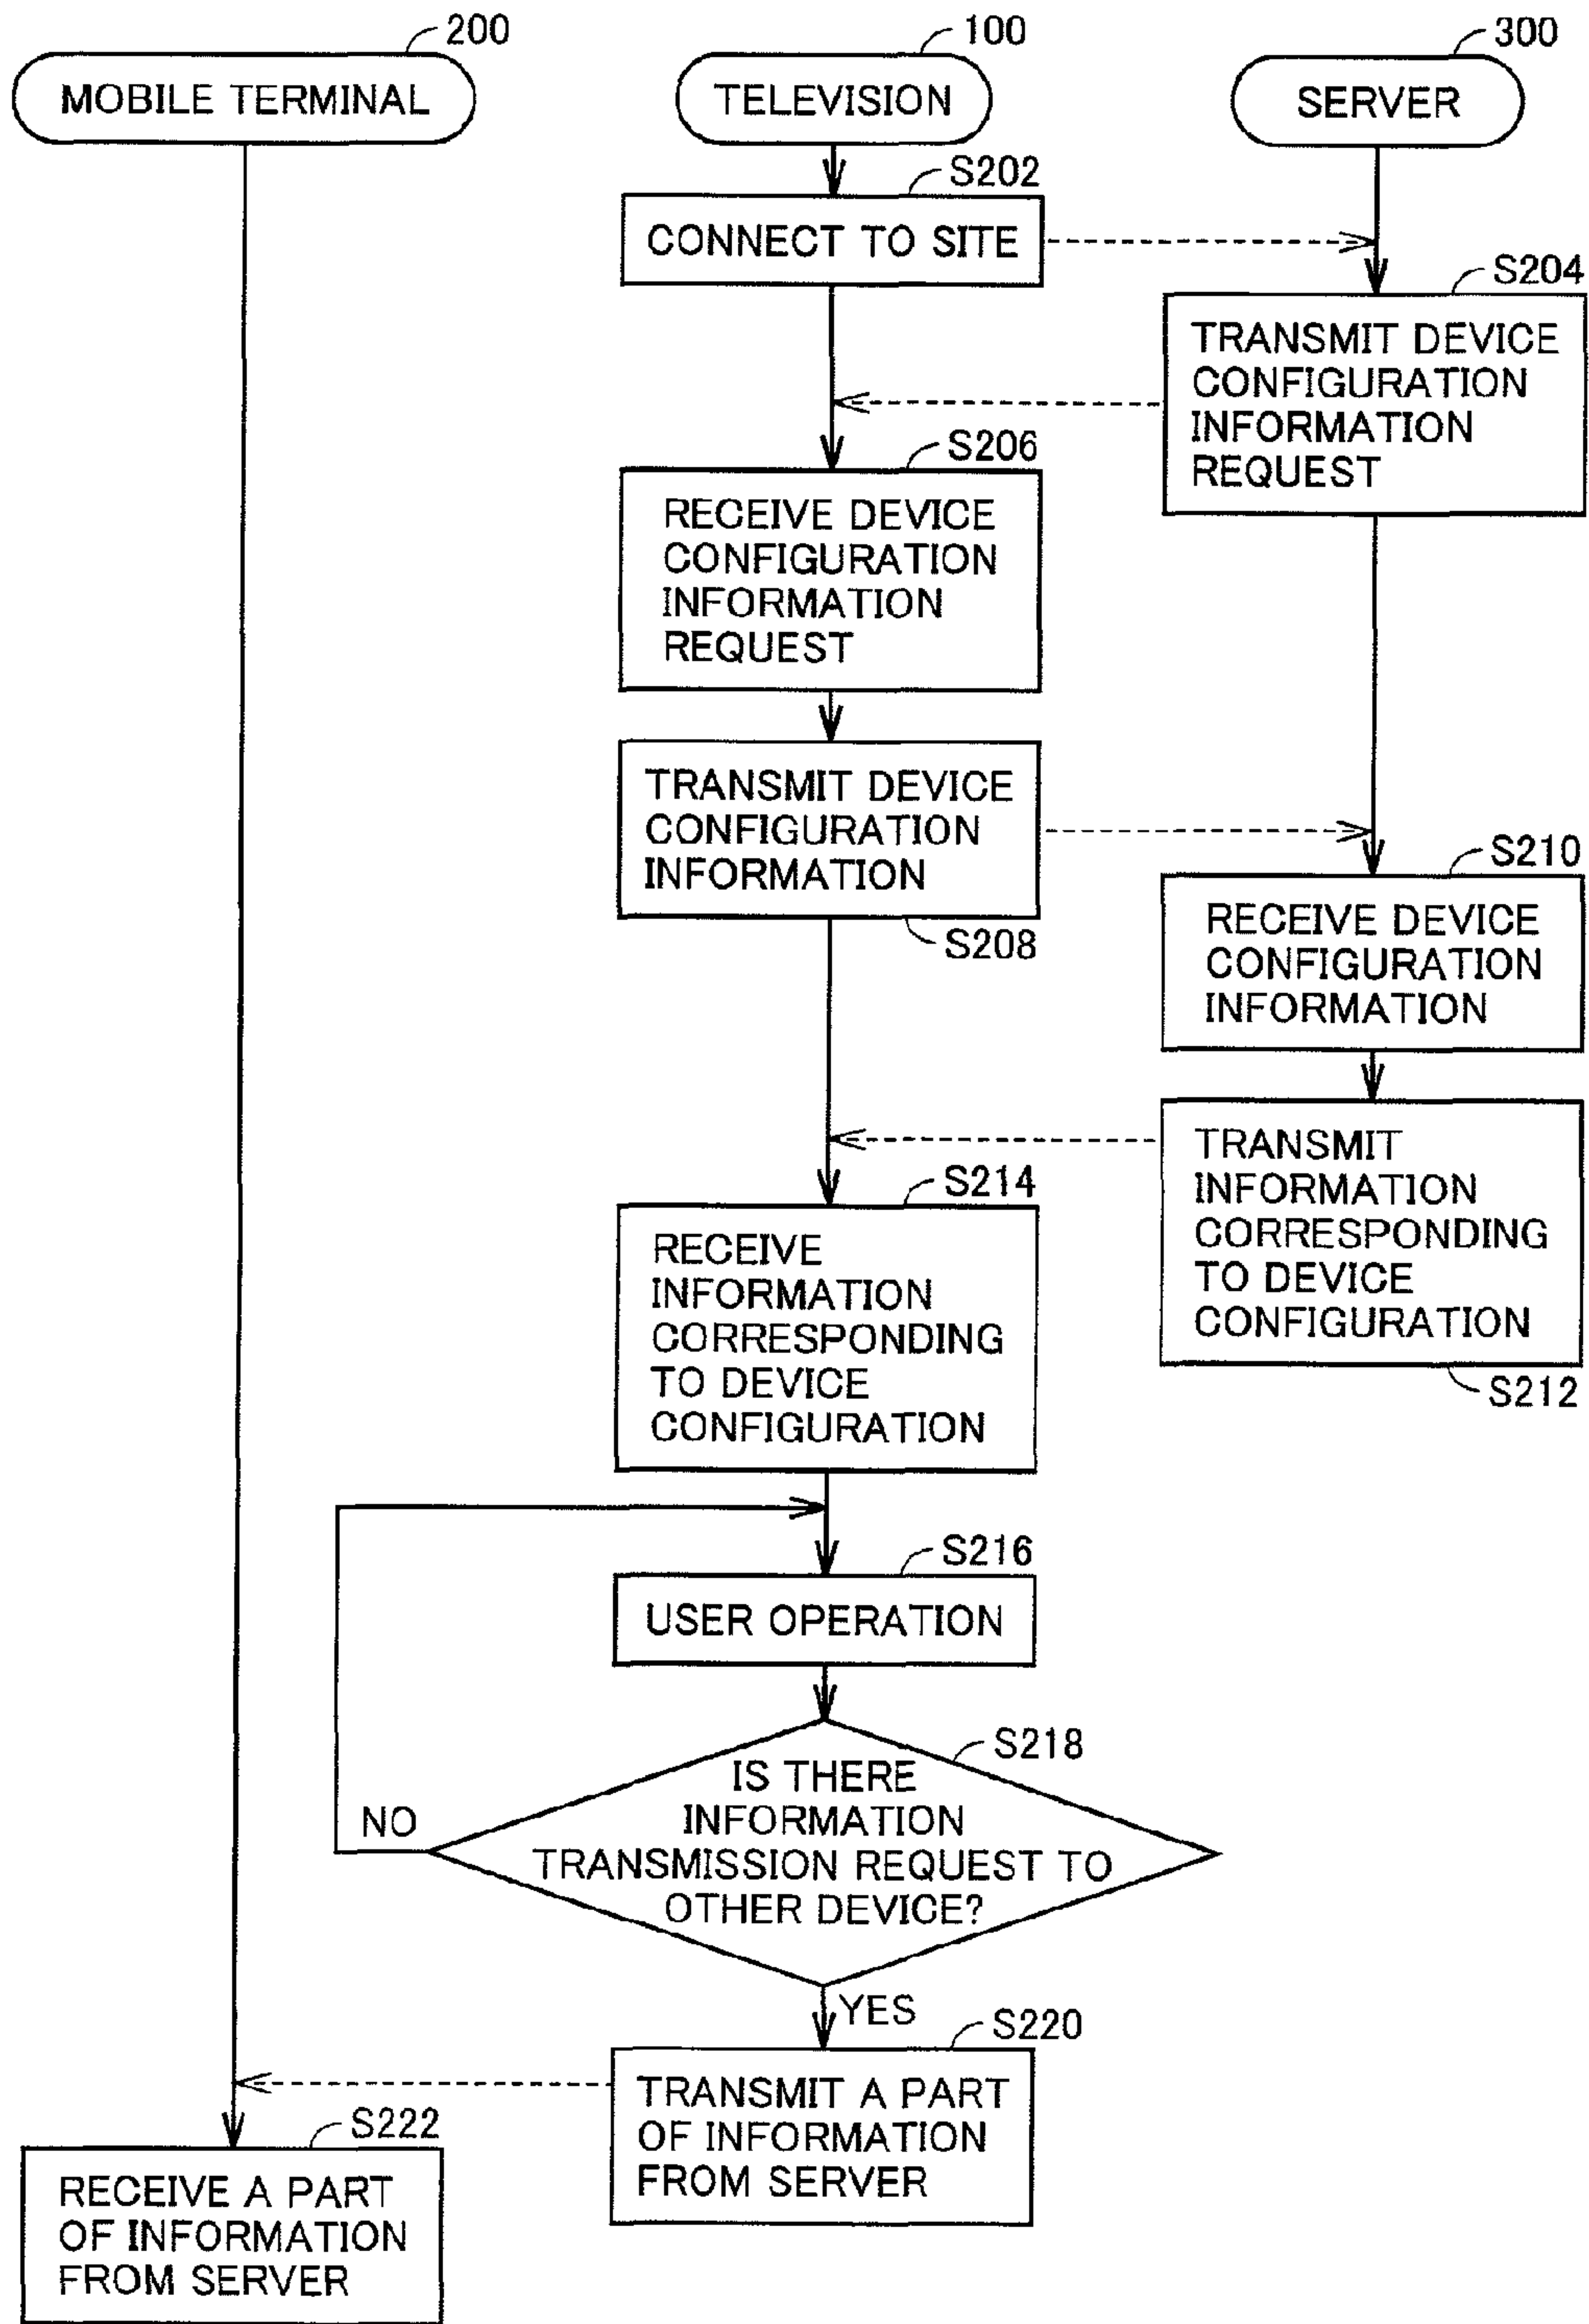 200
100
300
MOBILE TERMINAL
TELEVISION
SERVER
S202
CONNECT TO SITE
S204
TRANSMIT DEVICE
CONFIGURATION
INFORMATION
REQUEST
S206
RECEIVE DEVICE
CONFIGURATION
INFORMATION
REQUEST
TRANSMIT DEVICE
CONFIGURATION
INFORMATION
S208
S210
RECEIVE DEVICE
CONFIGURATION
INFORMATION
TRANSMIT
INFORMATION
CORRESPONDING
TO DEVICE
CONFIGURATION
S212
S214
RECEIVE
INFORMATION
CORRESPONDING
TO DEVICE
CONFIGURATION
S216
USER OPERATION
S218
IS THERE
INFORMATION
TRANSMISSION REQUEST TO
OTHER DEVICE?
NO
YES
S220
TRANSMIT A PART
OF INFORMATION
FROM SERVER
S222
RECEIVE A PART
OF INFORMATION
FROM SERVER